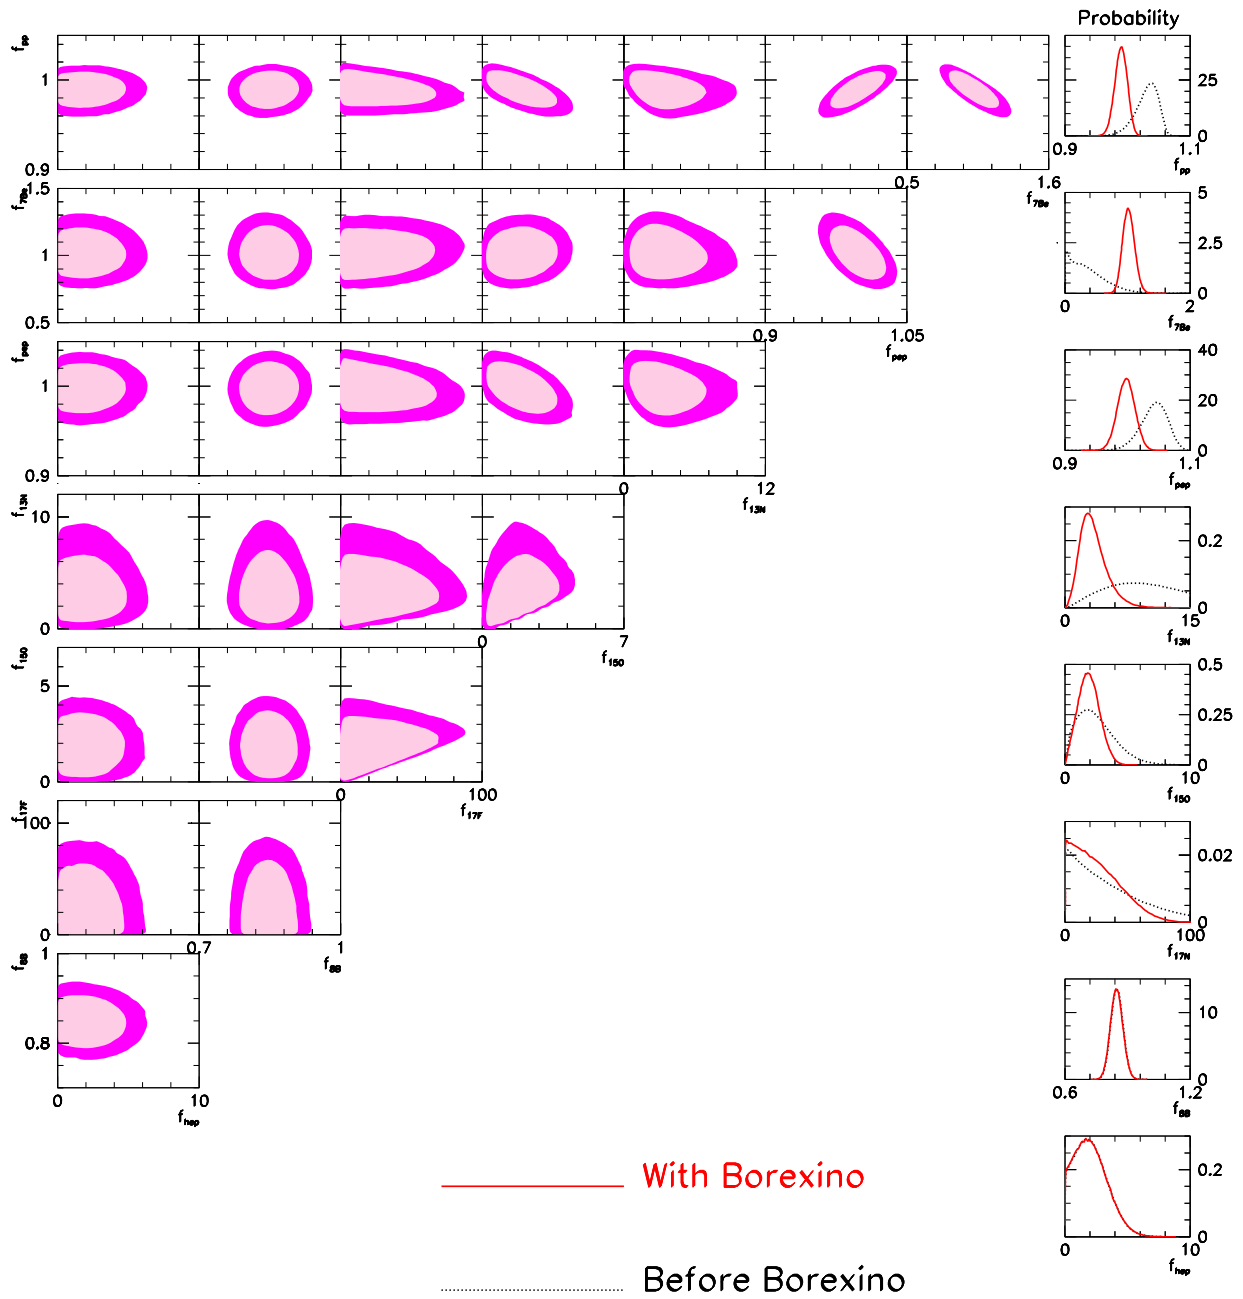 Probability
f_pp 1 0.9 0.5 1.6 f_7Be
25 0 0.9 1.1 f_pp
f_7Be 1.5 1 0.5 0.9 1.05 f_pep
5 2.5 0 0 2 f_7Be
f_pep 1 0.9 0 12 f_13N
40 20 0 0.9 1.1 f_pep
f_13N 10 0 0 7 f_15O
0.2 0 0 15 f_13N
f_15O 5 0 0 100 f_17F
0.5 0.25 0 0 10 f_15O
f_17F 100 0 0.7 1 f_8B
0.02 0 0 100 f_17N
f_8B 1 0.8 0 10 f_hep
10 0 0.6 1.2 f_8B
0.2 0 0 10 f_hep
With Borexino
Before Borexino